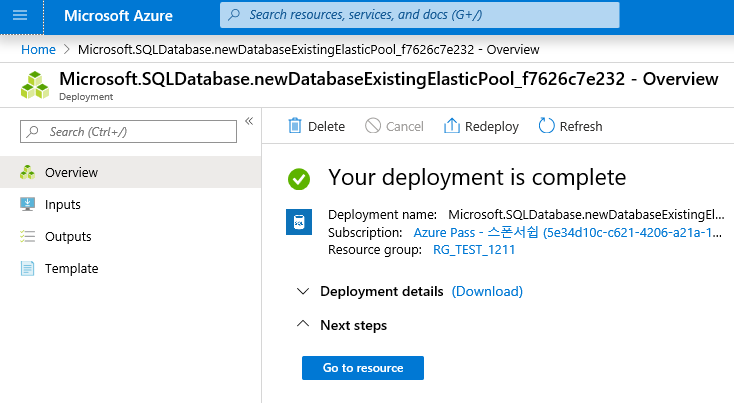 Microsoft Azure
Search resources, services, and docs (G+/)
Home > Microsoft.SQLDatabase.newDatabaseExistingElasticPool_f7626c7e232 - Overview
Microsoft.SQLDatabase.newDatabaseExistingElasticPool_f7626c7e232 - Overview
Deployment
Search (Ctrl+/)
«
Overview
Inputs
Outputs
Template
Delete Cancel Redeploy Refresh
Your deployment is complete
SQL
Deployment name: Microsoft.SQLDatabase.newDatabaseExistingEl...
Subscription: Azure Pass - 스폰서쉽 (5e34d10c-c621-4206-a21a-1...
Resource group: RG_TEST_1211
Deployment details (Download)
Next steps
Go to resource